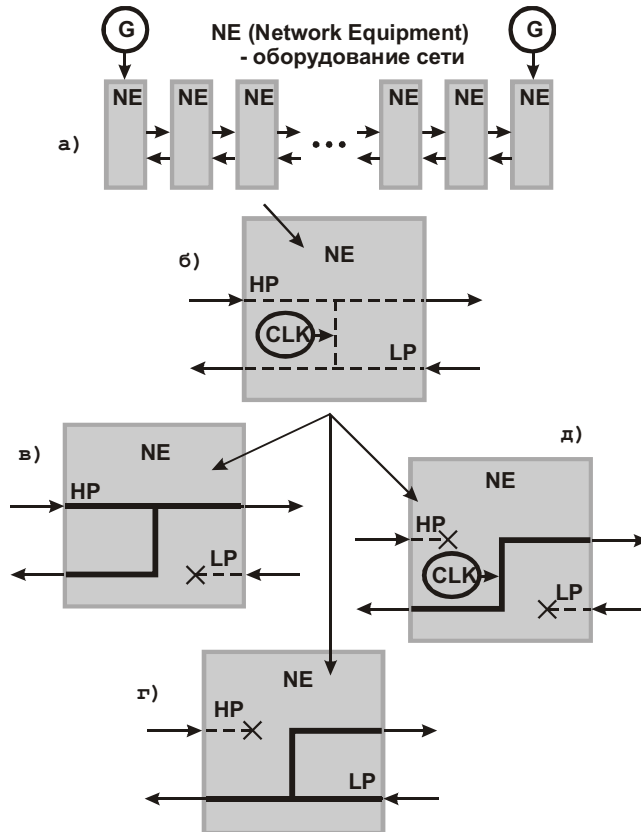 G
NE (Network Equipment)
- оборудование сети
G
NE
NE
NE
NE
NE
NE
а)
...
б)
NE
HP
CLK
LP
в)
NE
HP
LP
д)
NE
HP
CLK
LP
г)
NE
HP
LP